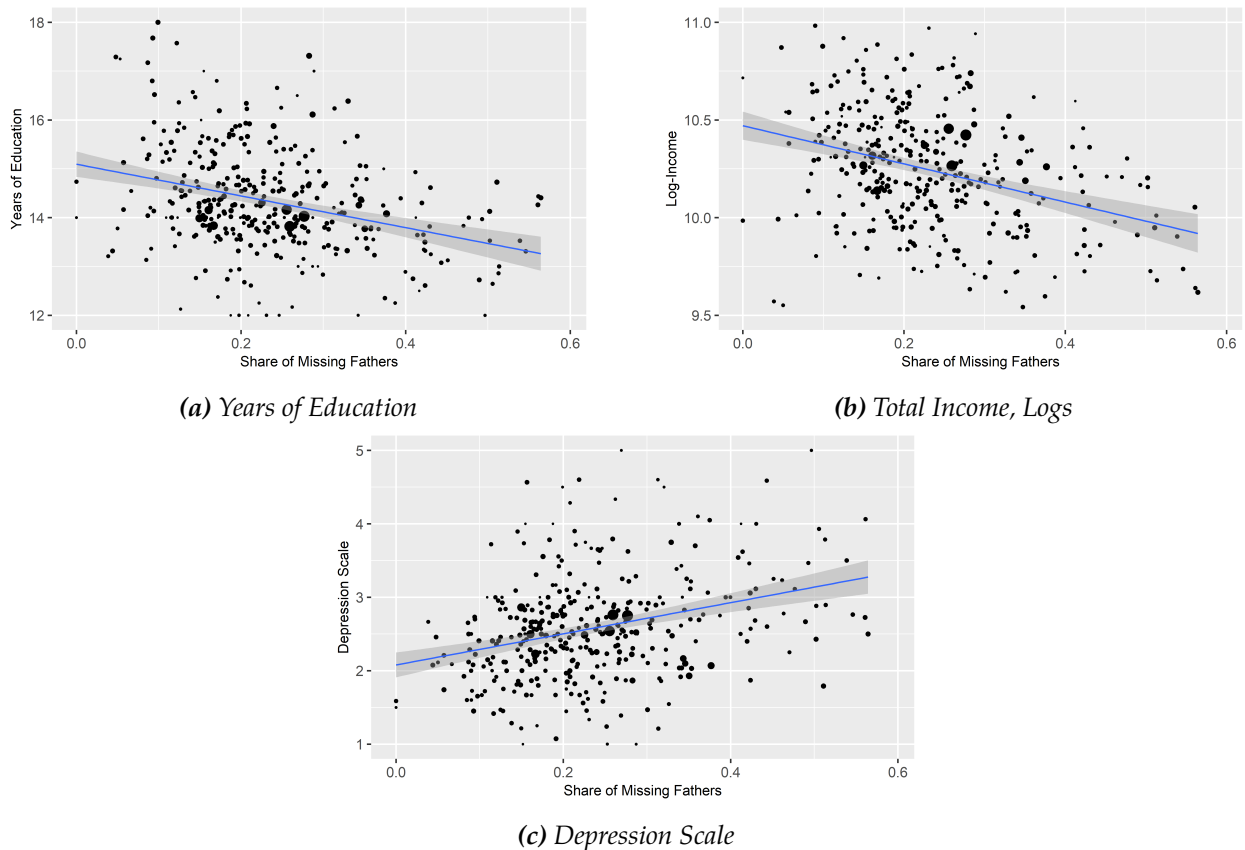 18
16
14
12
Years of Education
0.0 0.2 0.4 0.6
Share of Missing Fathers
(a) Years of Education
11.0
10.5
10.0
9.5
Log-Income
0.0 0.2 0.4 0.6
Share of Missing Fathers
(b) Total Income, Logs
5
4
3
2
1
Depression Scale
0.0 0.2 0.4 0.6
Share of Missing Fathers
(c) Depression Scale